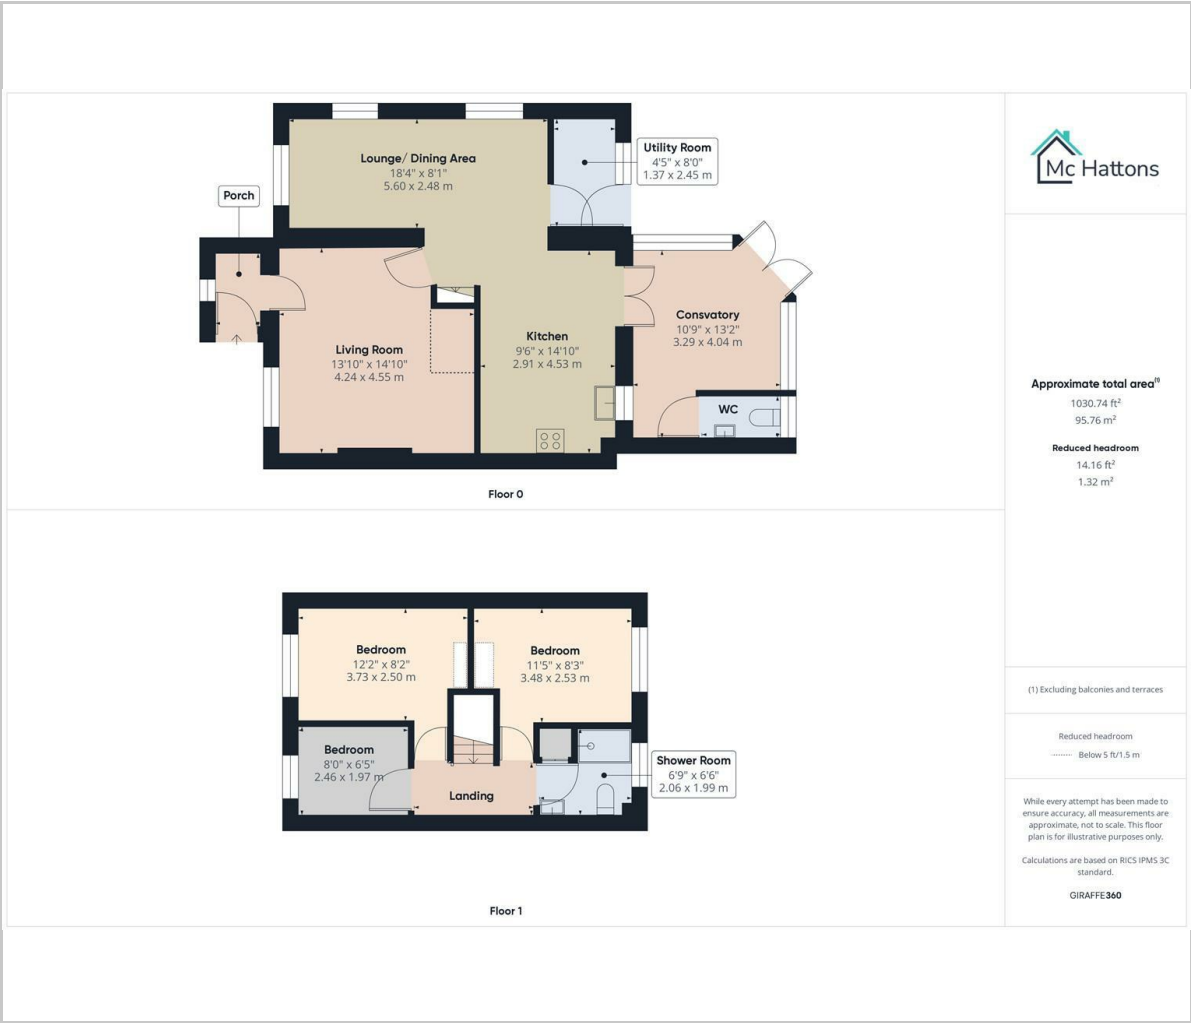 Lounge/ Dining Area
18'4" x 8'1"
5.60 x 2.48 m
Utility Room
4'5" x 8'0"
1.37 x 2.45 m
Porch
Consvatory
10'9" x 13'2"
3.29 x 4.04 m
Kitchen
9'6" x 14'10"
2.91 x 4.53 m
Living Room
13'10" x 14'10"
4.24 x 4.55 m
WC
Floor 0
Bedroom
12'2" x 8'2"
3.73 x 2.50 m
Bedroom
11'5" x 8'3"
3.48 x 2.53 m
Bedroom
8'0" x 6'5"
2.46 x 1.97 m
Shower Room
6'9" x 6'6"
2.06 x 1.99 m
Landing
Floor 1
Mc Hattons
Approximate total area⁽¹⁾
1030.74 ft²
95.76 m²
Reduced headroom
14.16 ft²
1.32 m²
(1) Excluding balconies and terraces
Reduced headroom
Below 5 ft/1.5 m
While every attempt has been made to
ensure accuracy, all measurements are
approximate, not to scale. This floor
plan is for illustrative purposes only.
Calculations are based on RICS IPMS 3C
standard.
GIRAFFE360